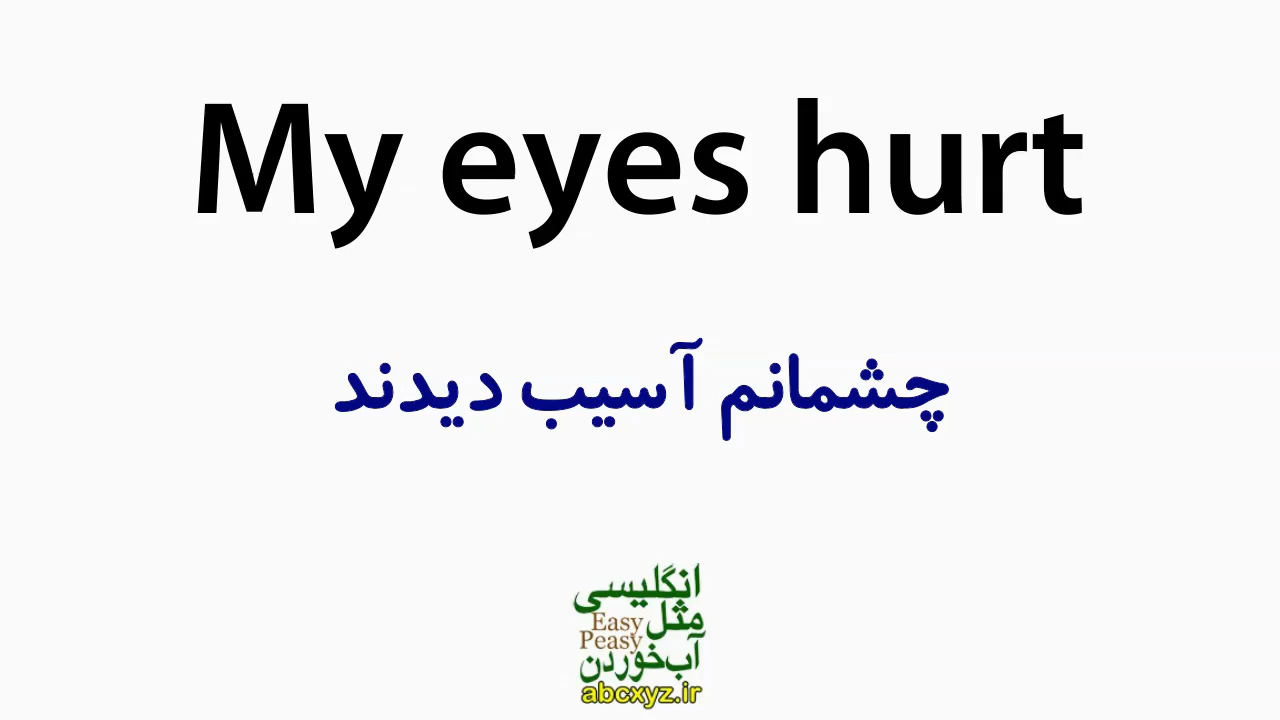 My eyes hurt
چشمانم آسیب دیدند
انگلیسی
مثل
Easy
Peasy
آب‌خوردن
abcxyz.ir